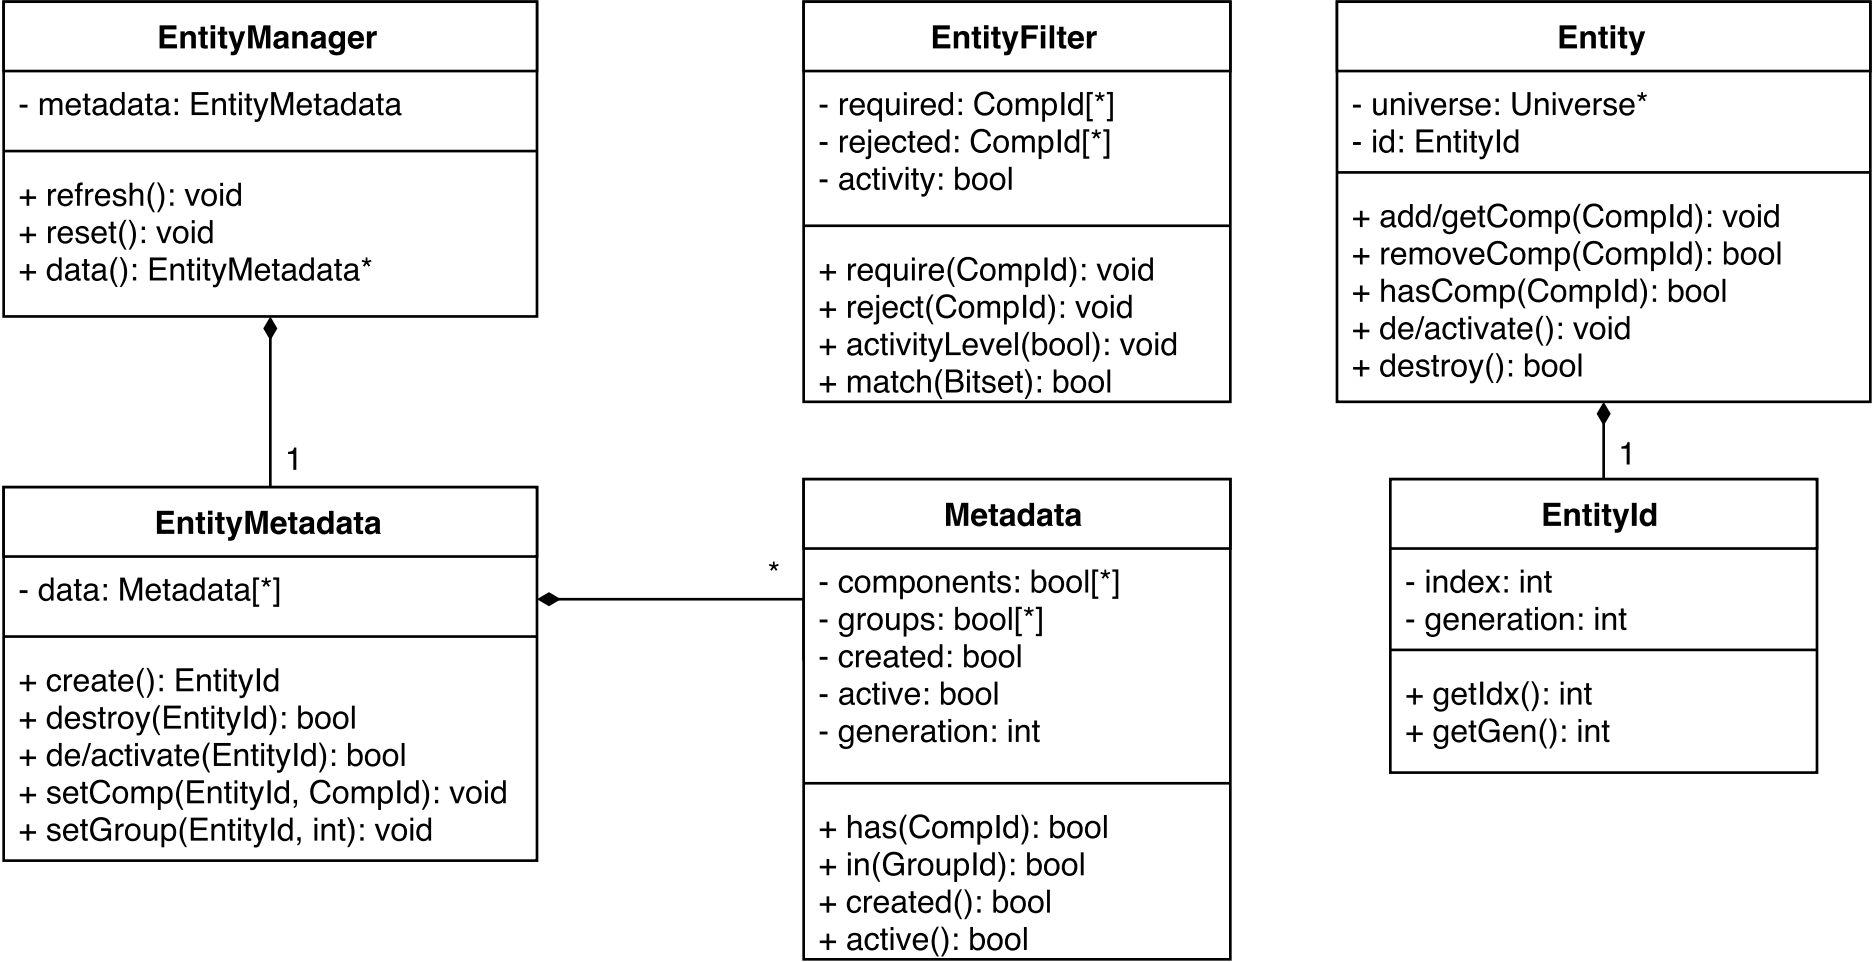 EntityManager
- metadata: EntityMetadata
+ refresh(): void
+ reset(): void
+ data(): EntityMetadata*
1
EntityFilter
- required: CompId[*]
- rejected: CompId[*]
- activity: bool
+ require(CompId): void
+ reject(CompId): void
+ activityLevel(bool): void
+ match(Bitset): bool
Entity
- universe: Universe*
- id: EntityId
+ add/getComp(CompId): void
+ removeComp(CompId): bool
+ hasComp(CompId): bool
+ de/activate(): void
+ destroy(): bool
1
EntityMetadata
- data: Metadata[*]
+ create(): EntityId
+ destroy(EntityId): bool
+ de/activate(EntityId): bool
+ setComp(EntityId, CompId): void
+ setGroup(EntityId, int): void
*
Metadata
- components: bool[*]
- groups: bool[*]
- created: bool
- active: bool
- generation: int
+ has(CompId): bool
+ in(GroupId): bool
+ created(): bool
+ active(): bool
EntityId
- index: int
- generation: int
+ getIdx(): int
+ getGen(): int